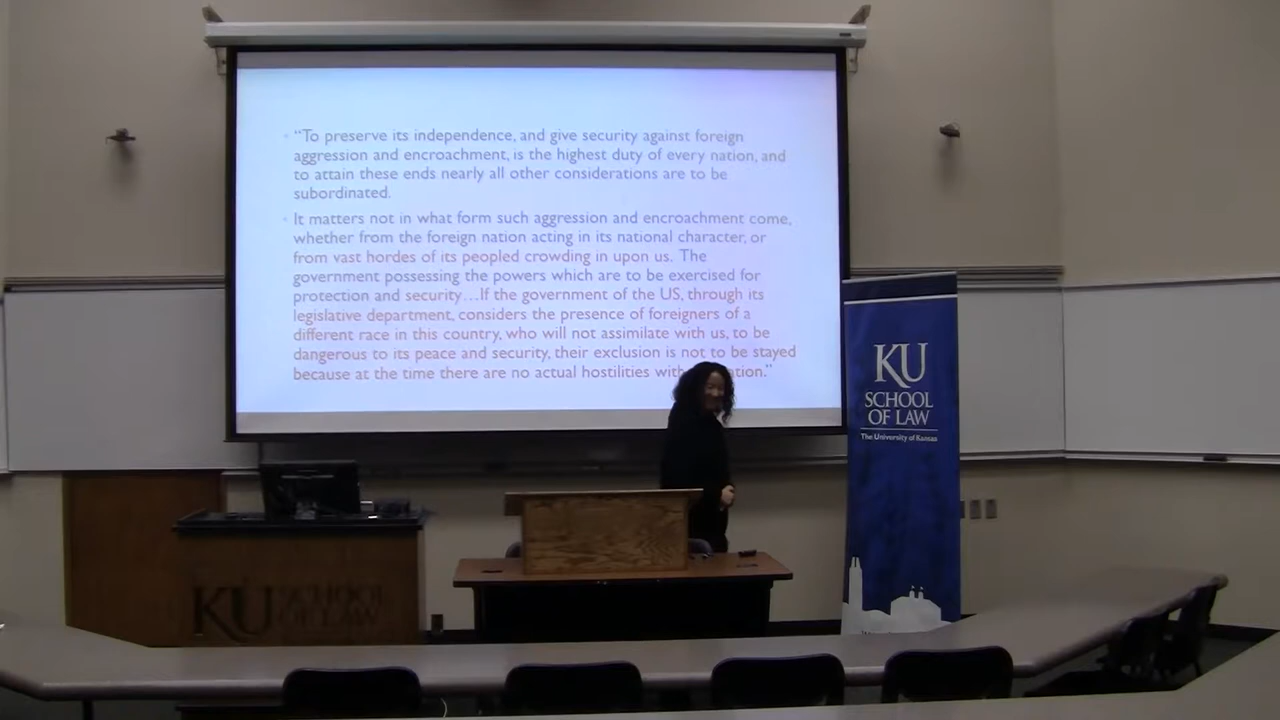 “To preserve its independence, and give security against foreign
aggression and encroachment, is the highest duty of every nation, and
to attain these ends nearly all other considerations are to be
subordinated.
It matters not in what form such aggression and encroachment come,
whether from the foreign nation acting in its national character, or
from vast hordes of its peopled crowding in upon us. The
government possessing the powers which are to be exercised for
protection and security…If the government of the US, through its
legislative department, considers the presence of foreigners of a
different race in this country, who will not assimilate with us, to be
dangerous to its peace and security, their exclusion is not to be stayed
because at the time there are no actual hostilities with
KU
SCHOOL
OF LAW
The University of Kansas
KU SCHOOL
OF LAW